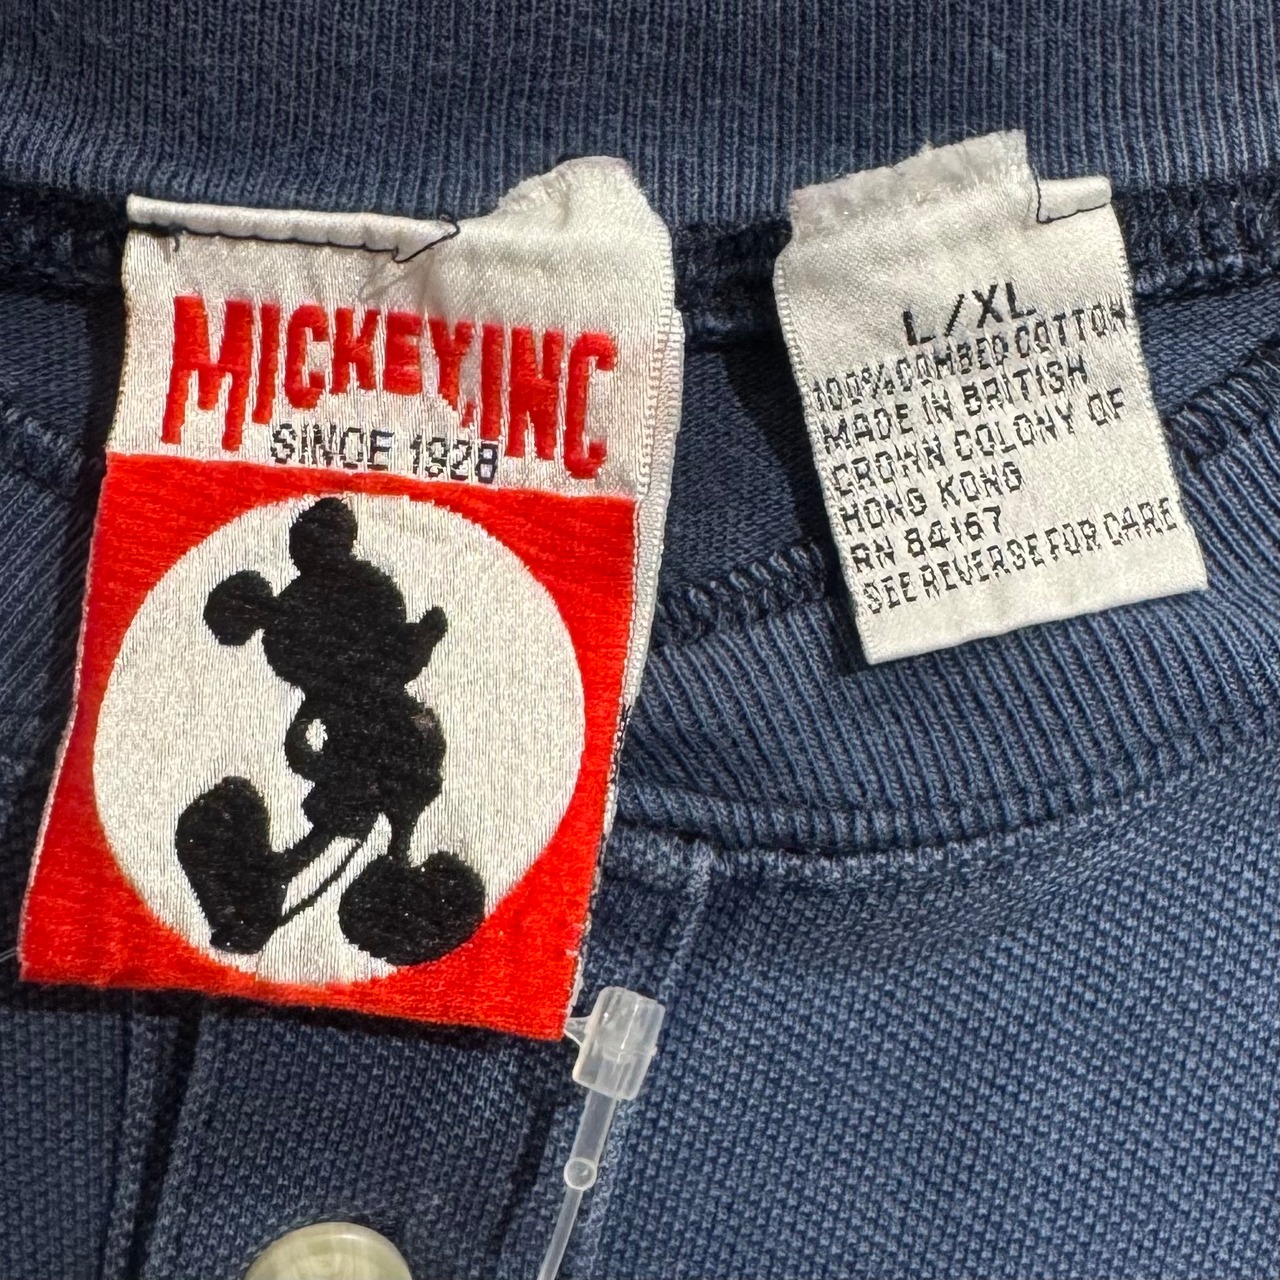 MICKEY, INC
SINCE 1928
L/XL
100% COMBED COTTON
MADE IN BRITISH
CROWN COLONY OF
HONG KONG
RN 84167
SEE REVERSE FOR CARE